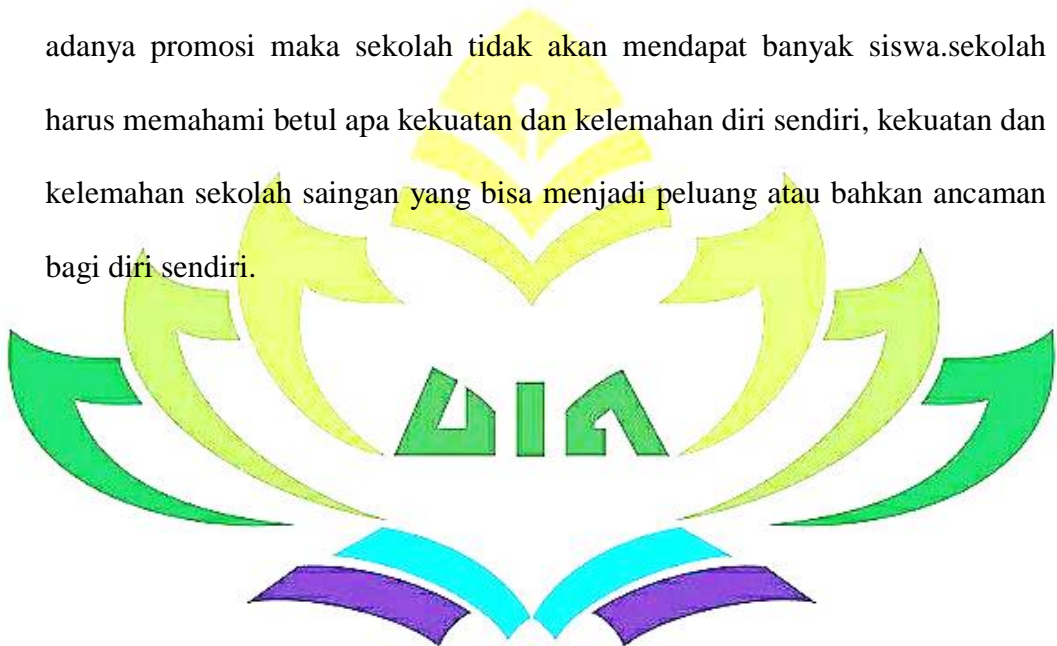 adanya promosi maka sekolah tidak akan mendapat banyak siswa.sekolah
harus memahami betul apa kekuatan dan kelemahan diri sendiri, kekuatan dan
kelemahan sekolah saingan yang bisa menjadi peluang atau bahkan ancaman
bagi diri sendiri.
UIN